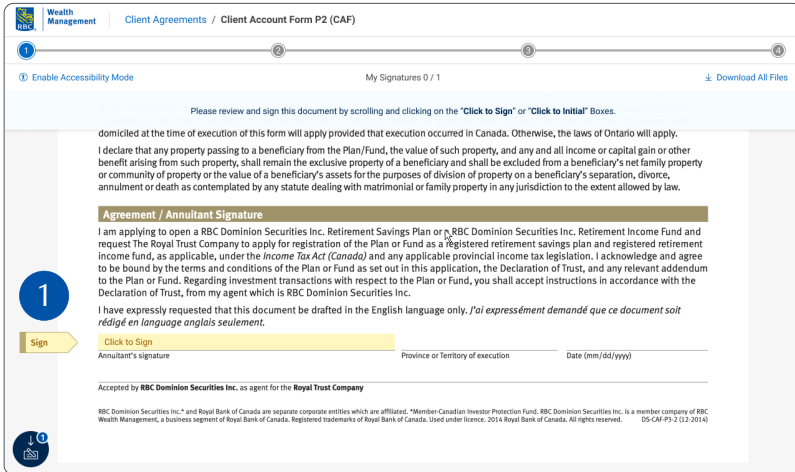 Wealth
Management
RBC
Client Agreements / Client Account Form P2 (CAF)
1
2
3
4
Enable Accessibility Mode
My Signatures 0 / 1
Download All Files
Please review and sign this document by scrolling and clicking on the "Click to Sign" or "Click to Initial" Boxes.
domiciled at the time of execution of this form will apply provided that execution occurred in Canada. Otherwise, the laws of Ontario will apply.
I declare that any property passing to a beneficiary from the Plan/Fund, the value of such property, and any and all income or capital gain or other
benefit arising from such property, shall remain the exclusive property of a beneficiary and shall be excluded from a beneficiary's net family property
or community of property or the value of a beneficiary's assets for the purposes of division of property on a beneficiary's separation, divorce,
annulment or death as contemplated by any statute dealing with matrimonial or family property in any jurisdiction to the extent allowed by law.
Agreement / Annuitant Signature
I am applying to open a RBC Dominion Securities Inc. Retirement Savings Plan or a RBC Dominion Securities Inc. Retirement Income Fund and
request The Royal Trust Company to apply for registration of the Plan or Fund as a registered retirement savings plan and registered retirement
income fund, as applicable, under the Income Tax Act (Canada) and any applicable provincial income tax legislation. I acknowledge and agree
to be bound by the terms and conditions of the Plan or Fund as set out in this application, the Declaration of Trust, and any relevant addendum
to the Plan or Fund. Regarding investment transactions with respect to the Plan or Fund, you shall accept instructions in accordance with the
Declaration of Trust, from my agent which is RBC Dominion Securities Inc.
1
I have expressly requested that this document be drafted in the English language only. J'ai expressément demandé que ce document soit
rédigé en language anglais seulement.
Sign
Click to Sign
Annuitant's signature
Province or Territory of execution
Date (mm/dd/yyyy)
Accepted by RBC Dominion Securities Inc. as agent for the Royal Trust Company
RBC Dominion Securities Inc.* and Royal Bank of Canada are separate corporate entities which are affiliated. *Member-Canadian Investor Protection Fund. RBC Dominion Securities Inc. is a member company of RBC
Wealth Management, a business segment of Royal Bank of Canada. Registered trademarks of Royal Bank of Canada. Used under licence. 2014 Royal Bank of Canada. All rights reserved. DS-CAF-P3-2 (12-2014)
1